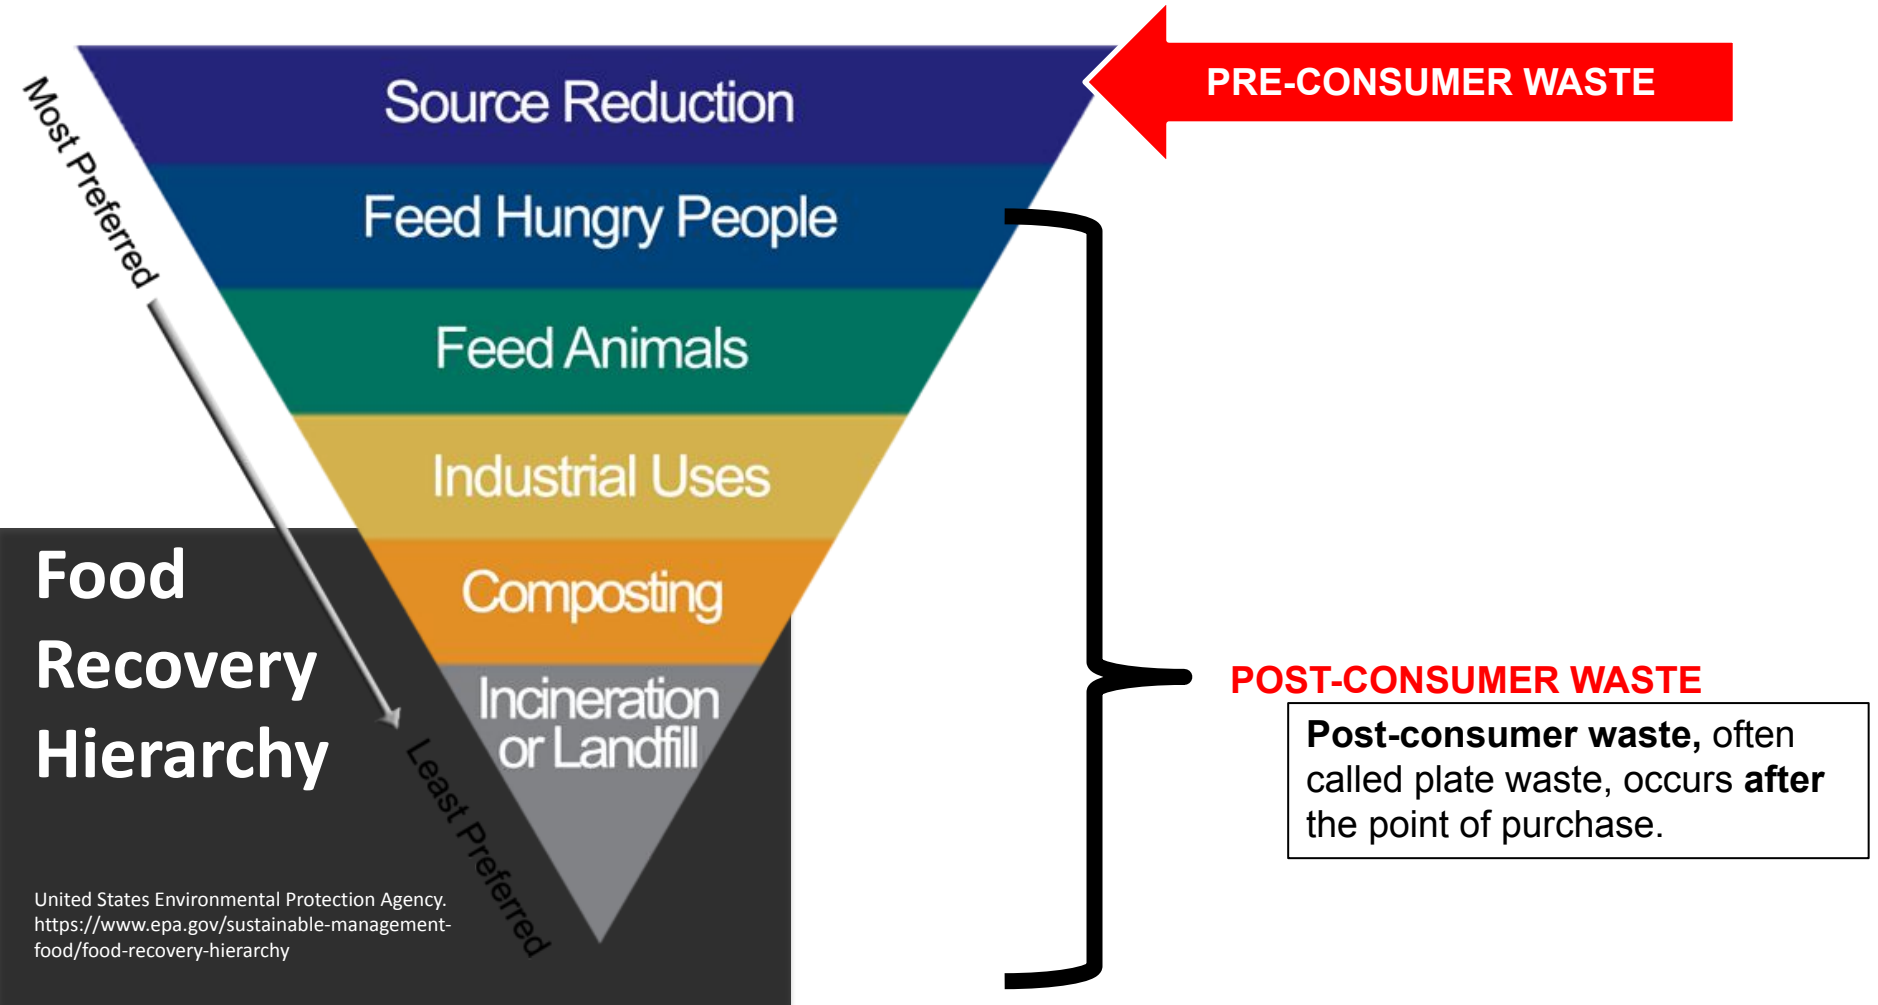 PRE-CONSUMER WASTE
Most Preferred
Source Reduction
Feed Hungry People
Feed Animals
Industrial Uses
Composting
Incineration
or Landfill
Least Preferred
Food
Recovery
Hierarchy
United States Environmental Protection Agency.
https://www.epa.gov/sustainable-management-
food/food-recovery-hierarchy
POST-CONSUMER WASTE
Post-consumer waste, often
called plate waste, occurs after
the point of purchase.